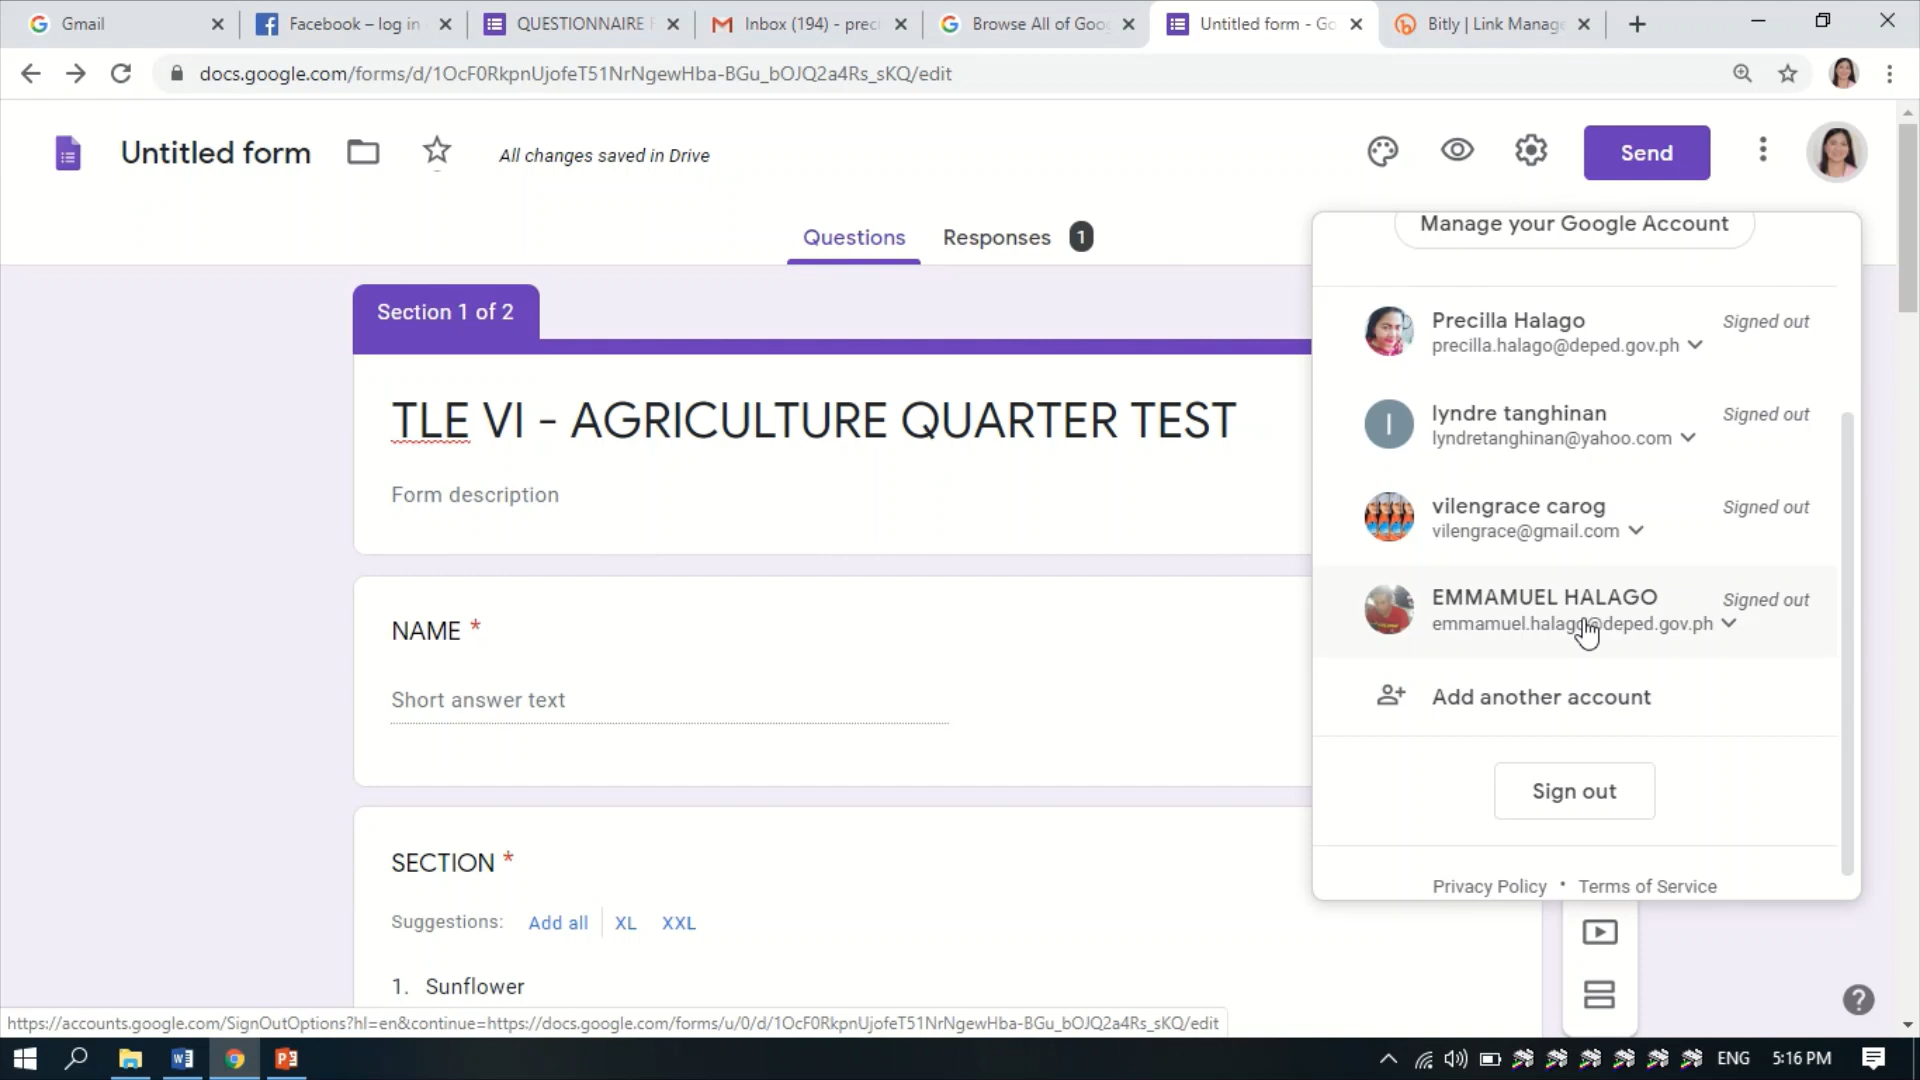 Gmail
Facebook – log in
QUESTIONNAIRE
Inbox (194) - prec
Browse All of Goo
Untitled form - Go
Bitly | Link Manage
docs.google.com/forms/d/1OcF0RkpnUjofeT51NrNgewHba-BGu_bOJQ2a4Rs_sKQ/edit
Untitled form
All changes saved in Drive
Send
Questions
Responses
1
Manage your Google Account
Section 1 of 2
Precilla Halago
Signed out
precilla.halago@deped.gov.ph
TLE VI - AGRICULTURE QUARTER TEST
lyndre tanghinan
Signed out
lyndretanghinan@yahoo.com
Form description
vilengrace carog
Signed out
vilengrace@gmail.com
EMMAMUEL HALAGO
Signed out
emmamuel.halago@deped.gov.ph
NAME *
Short answer text
Add another account
Sign out
SECTION *
Privacy Policy • Terms of Service
Suggestions: Add all XL XXL
1. Sunflower
https://accounts.google.com/SignOutOptions?hl=en&continue=https://docs.google.com/forms/u/0/d/1OcF0RkpnUjofeT51NrNgewHba-BGu_bOJQ2a4Rs_sKQ/edit
ENG
5:16 PM